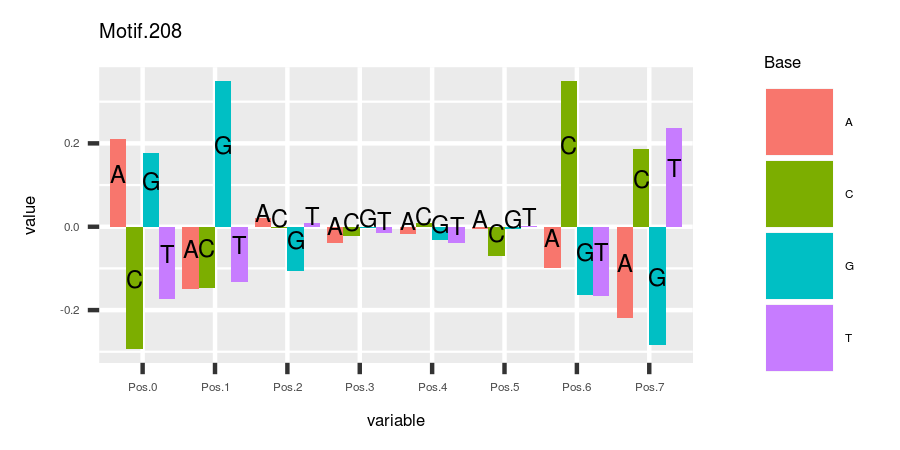 Motif.208
Base
A
C
G
T
value
0.2
0.0
-0.2
A C G T
A C G T
A C G T
A C G T
A C G T
A C G T
A C G T
A C G T
Pos.0 Pos.1 Pos.2 Pos.3 Pos.4 Pos.5 Pos.6 Pos.7
variable